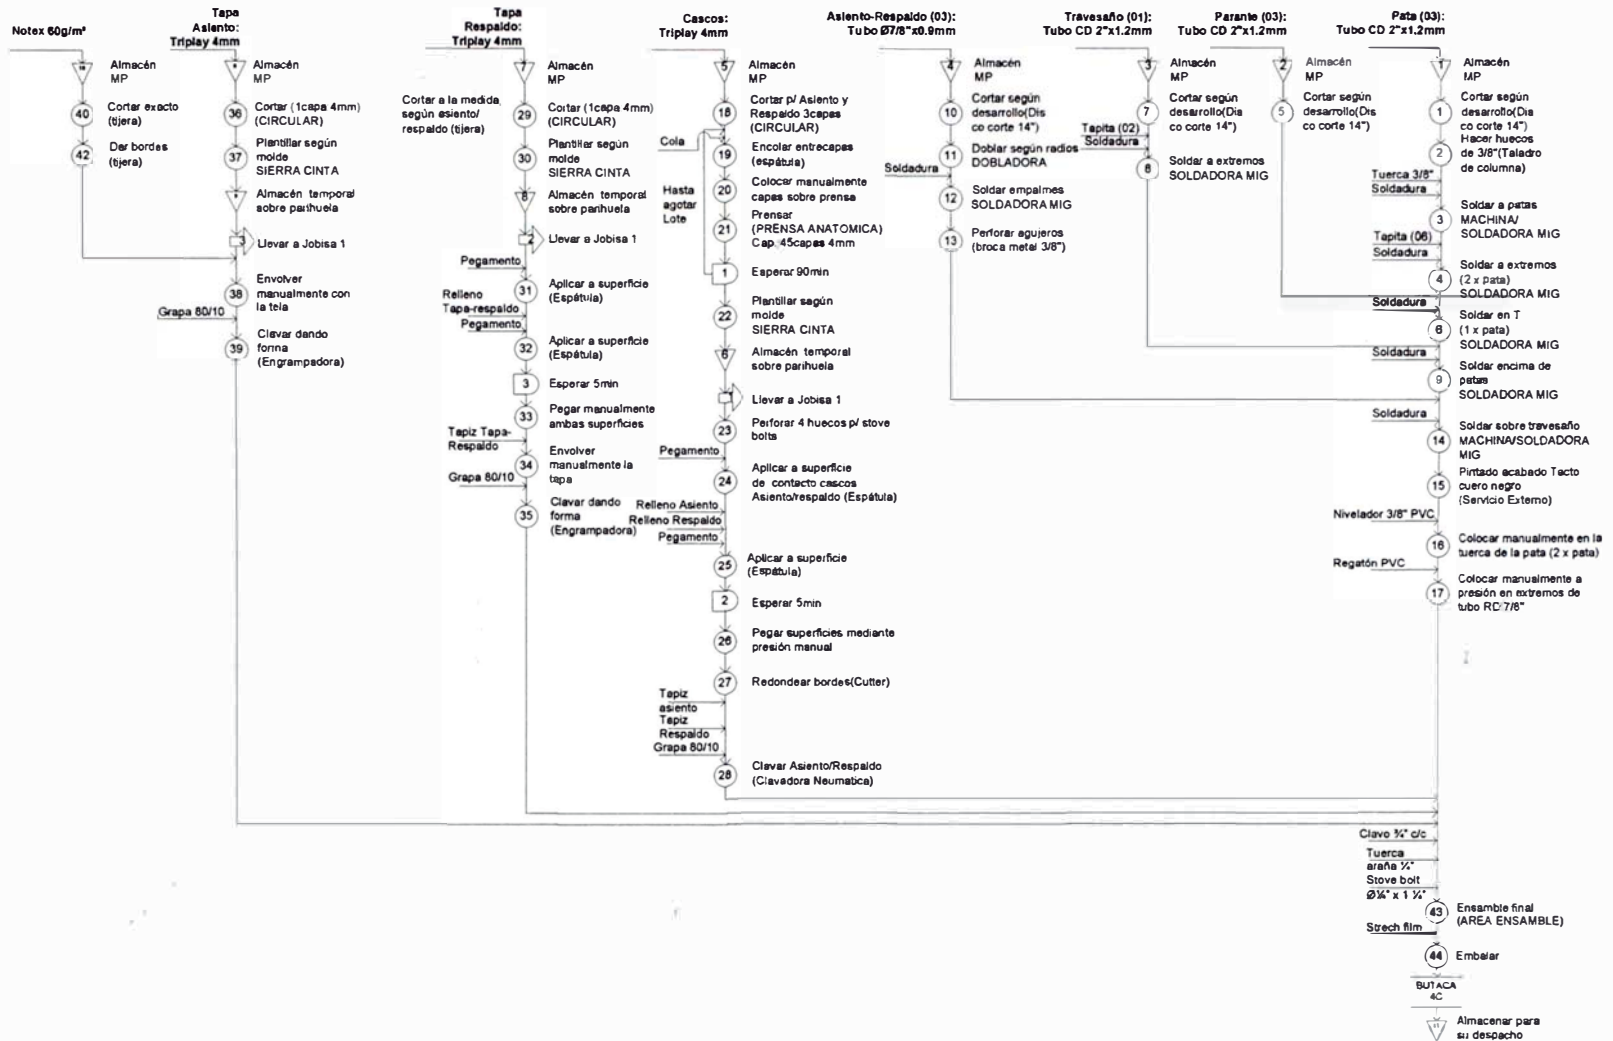 Notex 60g/m²
Almacén
MP
40
Cortar exacto
(tijera)
42
Dar bordes
(tijera)
Tapa
Asiento:
Triplay 4mm
Almacén
MP
36
Cortar (1capa 4mm)
(CIRCULAR)
37
Plantillar según
molde
SIERRA CINTA
Almacén temporal
sobre parihuela
3
Llevar a Jobisa 1
38
Envolver
manualmente con
la tela
Grapa 80/10
39
Clavar dando
forma
(Engrampadora)
Tapa
Respaldo:
Triplay 4mm
7
Almacén
MP
Cortar a la medida
según asiento/
respaldo (tijera)
29
Cortar (1capa 4mm)
(CIRCULAR)
30
Plantillar según
molde
SIERRA CINTA
8
Almacén temporal
sobre parihuela
2
Llevar a Jobisa 1
Pegamento
31
Aplicar a superficie
(Espátula)
Relleno
Tapa-respaldo
Pegamento
32
Aplicar a superficie
(Espátula)
3
Esperar 5min
33
Pegar manualmente
ambas superficies
Tapiz Tapa-
Respaldo
34
Envolver
manualmente la
tapa
Grapa 80/10
35
Clavar dando
forma
(Engrampadora)
Cascos:
Triplay 4mm
5
Almacén
MP
18
Cortar p/ Asiento y
Respaldo 3capas
(CIRCULAR)
Cola
19
Encolar entrecapas
(espátula)
Hasta
agotar
Lote
20
Colocar manualmente
capas sobre prensa
21
Prensar
(PRENSA ANATOMICA)
Cap. 45capas 4mm
1
Esperar 90min
22
Plantillar según
molde
SIERRA CINTA
6
Almacén temporal
sobre parihuela
Llevar a Jobisa 1
23
Perforar 4 huecos p/ stove
bolts
Pegamento
24
Aplicar a superficie
de contacto cascos
Asiento/respaldo (Espátula)
Relleno Asiento
Relleno Respaldo
Pegamento
25
Aplicar a superficie
(Espátula)
2
Esperar 5min
26
Pegar superficies mediante
presión manual
27
Redondear bordes(Cutter)
Tapiz
asiento
Tapiz
Respaldo
Grapa 80/10
28
Clavar Asiento/Respaldo
(Clavadora Neumatica)
Asiento-Respaldo (03):
Tubo Ø7/8"x0.9mm
4
Almacén
MP
10
Cortar según
desarrollo(Dis
co corte 14")
11
Doblar según radios
DOBLADORA
Soldadura
12
Soldar empalmes
SOLDADORA MIG
13
Perforar agujeros
(broca metal 3/8")
Travesaño (01):
Tubo CD 2"x1.2mm
3
Almacén
MP
7
Cortar según
desarrollo(Dis
co corte 14")
Tapita (02)
Soldadura
8
Soldar a extremos
SOLDADORA MIG
Parante (03):
Tubo CD 2"x1.2mm
2
Almacén
MP
5
Cortar según
desarrollo(Dis
co corte 14")
Pata (03):
Tubo CD 2"x1.2mm
1
Almacén
MP
1
Cortar según
desarrollo(Dis
co corte 14")
2
Hacer huecos
de 3/8"(Taladro
de columna)
Tuerca 3/8"
Soldadura
3
Soldar a patas
MACHINA/
SOLDADORA MIG
Tapita (06)
Soldadura
4
Soldar a extremos
(2 x pata)
SOLDADORA MIG
Soldadura
6
Soldar en T
(1 x pata)
SOLDADORA MIG
Soldadura
9
Soldar encima de
patas
SOLDADORA MIG
Soldadura
14
Soldar sobre travesaño
MACHINA/SOLDADORA
MIG
15
Pintado acabado Tacto
cuero negro
(Servicio Externo)
Nivelador 3/8" PVC
16
Colocar manualmente en la
tuerca de la pata (2 x pata)
Regatón PVC
17
Colocar manualmente a
presión en extremos de
tubo RD 7/8"
Clavo ¾" c/c
Tuerca
araña ¼"
Stove bolt
Ø¼" x 1 ¼"
43
Ensamble final
(AREA ENSAMBLE)
Strech film
44
Embalar
BUTACA
4C
Almacenar para
su despacho